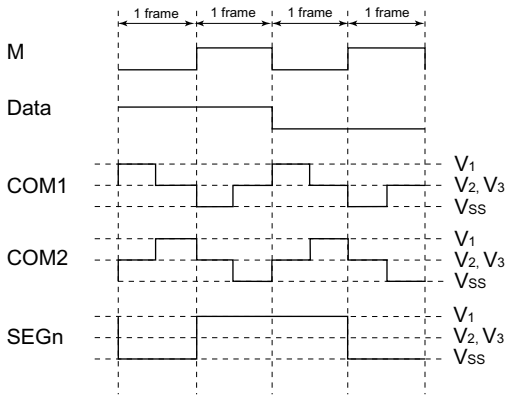 1 frame 1 frame 1 frame 1 frame
M
Data
COM1
V1
V2, V3
VSS
COM2
V1
V2, V3
VSS
SEGn
V1
V2, V3
VSS